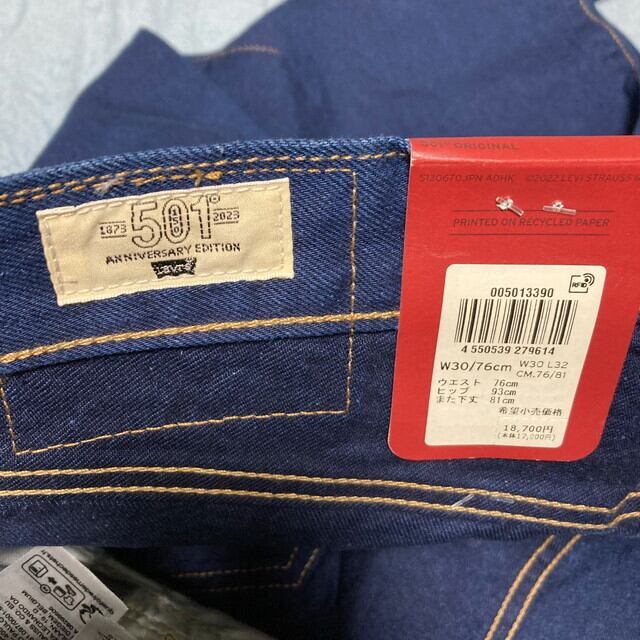 1873 501® 2023
ANNIVERSARY EDITION
Levi's
ORIGINAL
S120670JPN ADHK ©2022 LEVI STRAUSS &
PRINTED ON RECYCLED PAPER
RFID
005013390
4 550539 279614
W30/76cm W30 L32
CM.76/81
ウエスト 76cm
ヒップ 93cm
また下丈 81cm
希望小売価格
18,700円
(本体17,000円)